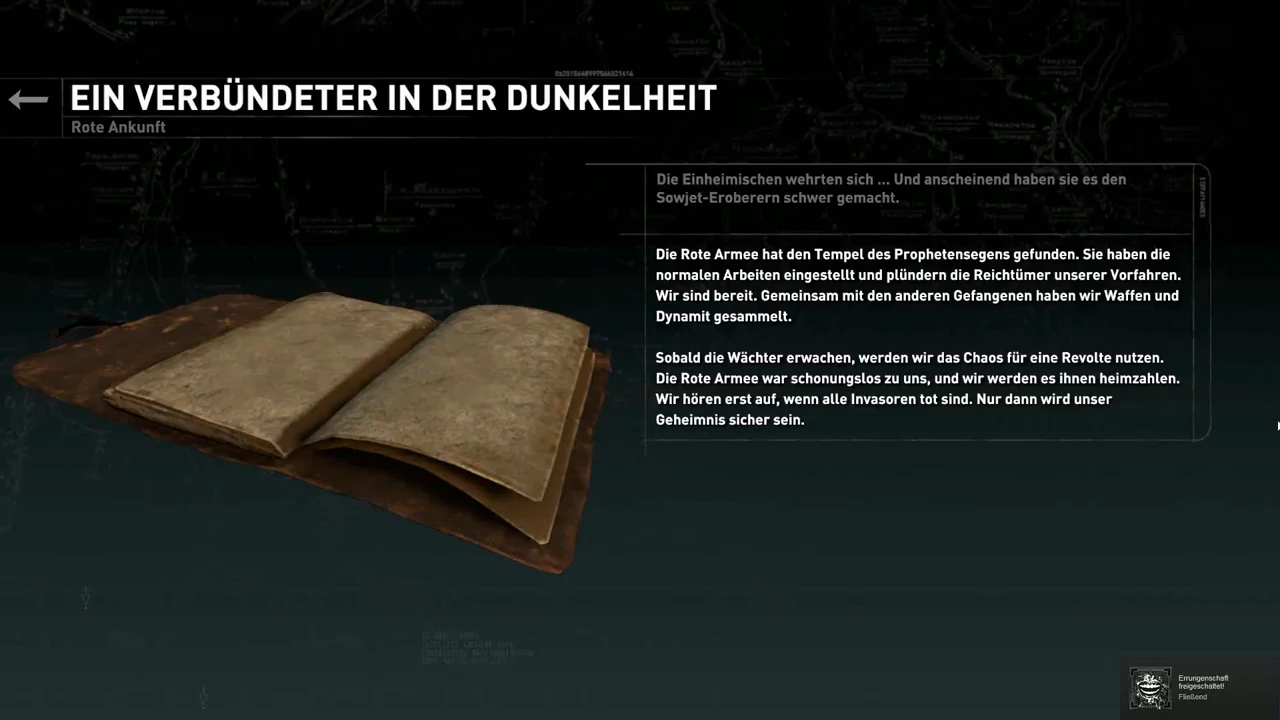 EIN VERBÜNDETER IN DER DUNKELHEIT
Rote Ankunft
Die Einheimischen wehrten sich ... Und anscheinend haben sie es den
Sowjet-Eroberern schwer gemacht.
Die Rote Armee hat den Tempel des Prophetensegens gefunden. Sie haben die
normalen Arbeiten eingestellt und plündern die Reichtümer unserer Vorfahren.
Wir sind bereit. Gemeinsam mit den anderen Gefangenen haben wir Waffen und
Dynamit gesammelt.
Sobald die Wächter erwachen, werden wir das Chaos für eine Revolte nutzen.
Die Rote Armee war schonungslos zu uns, und wir werden es ihnen heimzahlen.
Wir hören erst auf, wenn alle Invasoren tot sind. Nur dann wird unser
Geheimnis sicher sein.
Errungenschaft
freigeschaltet!
Fließend